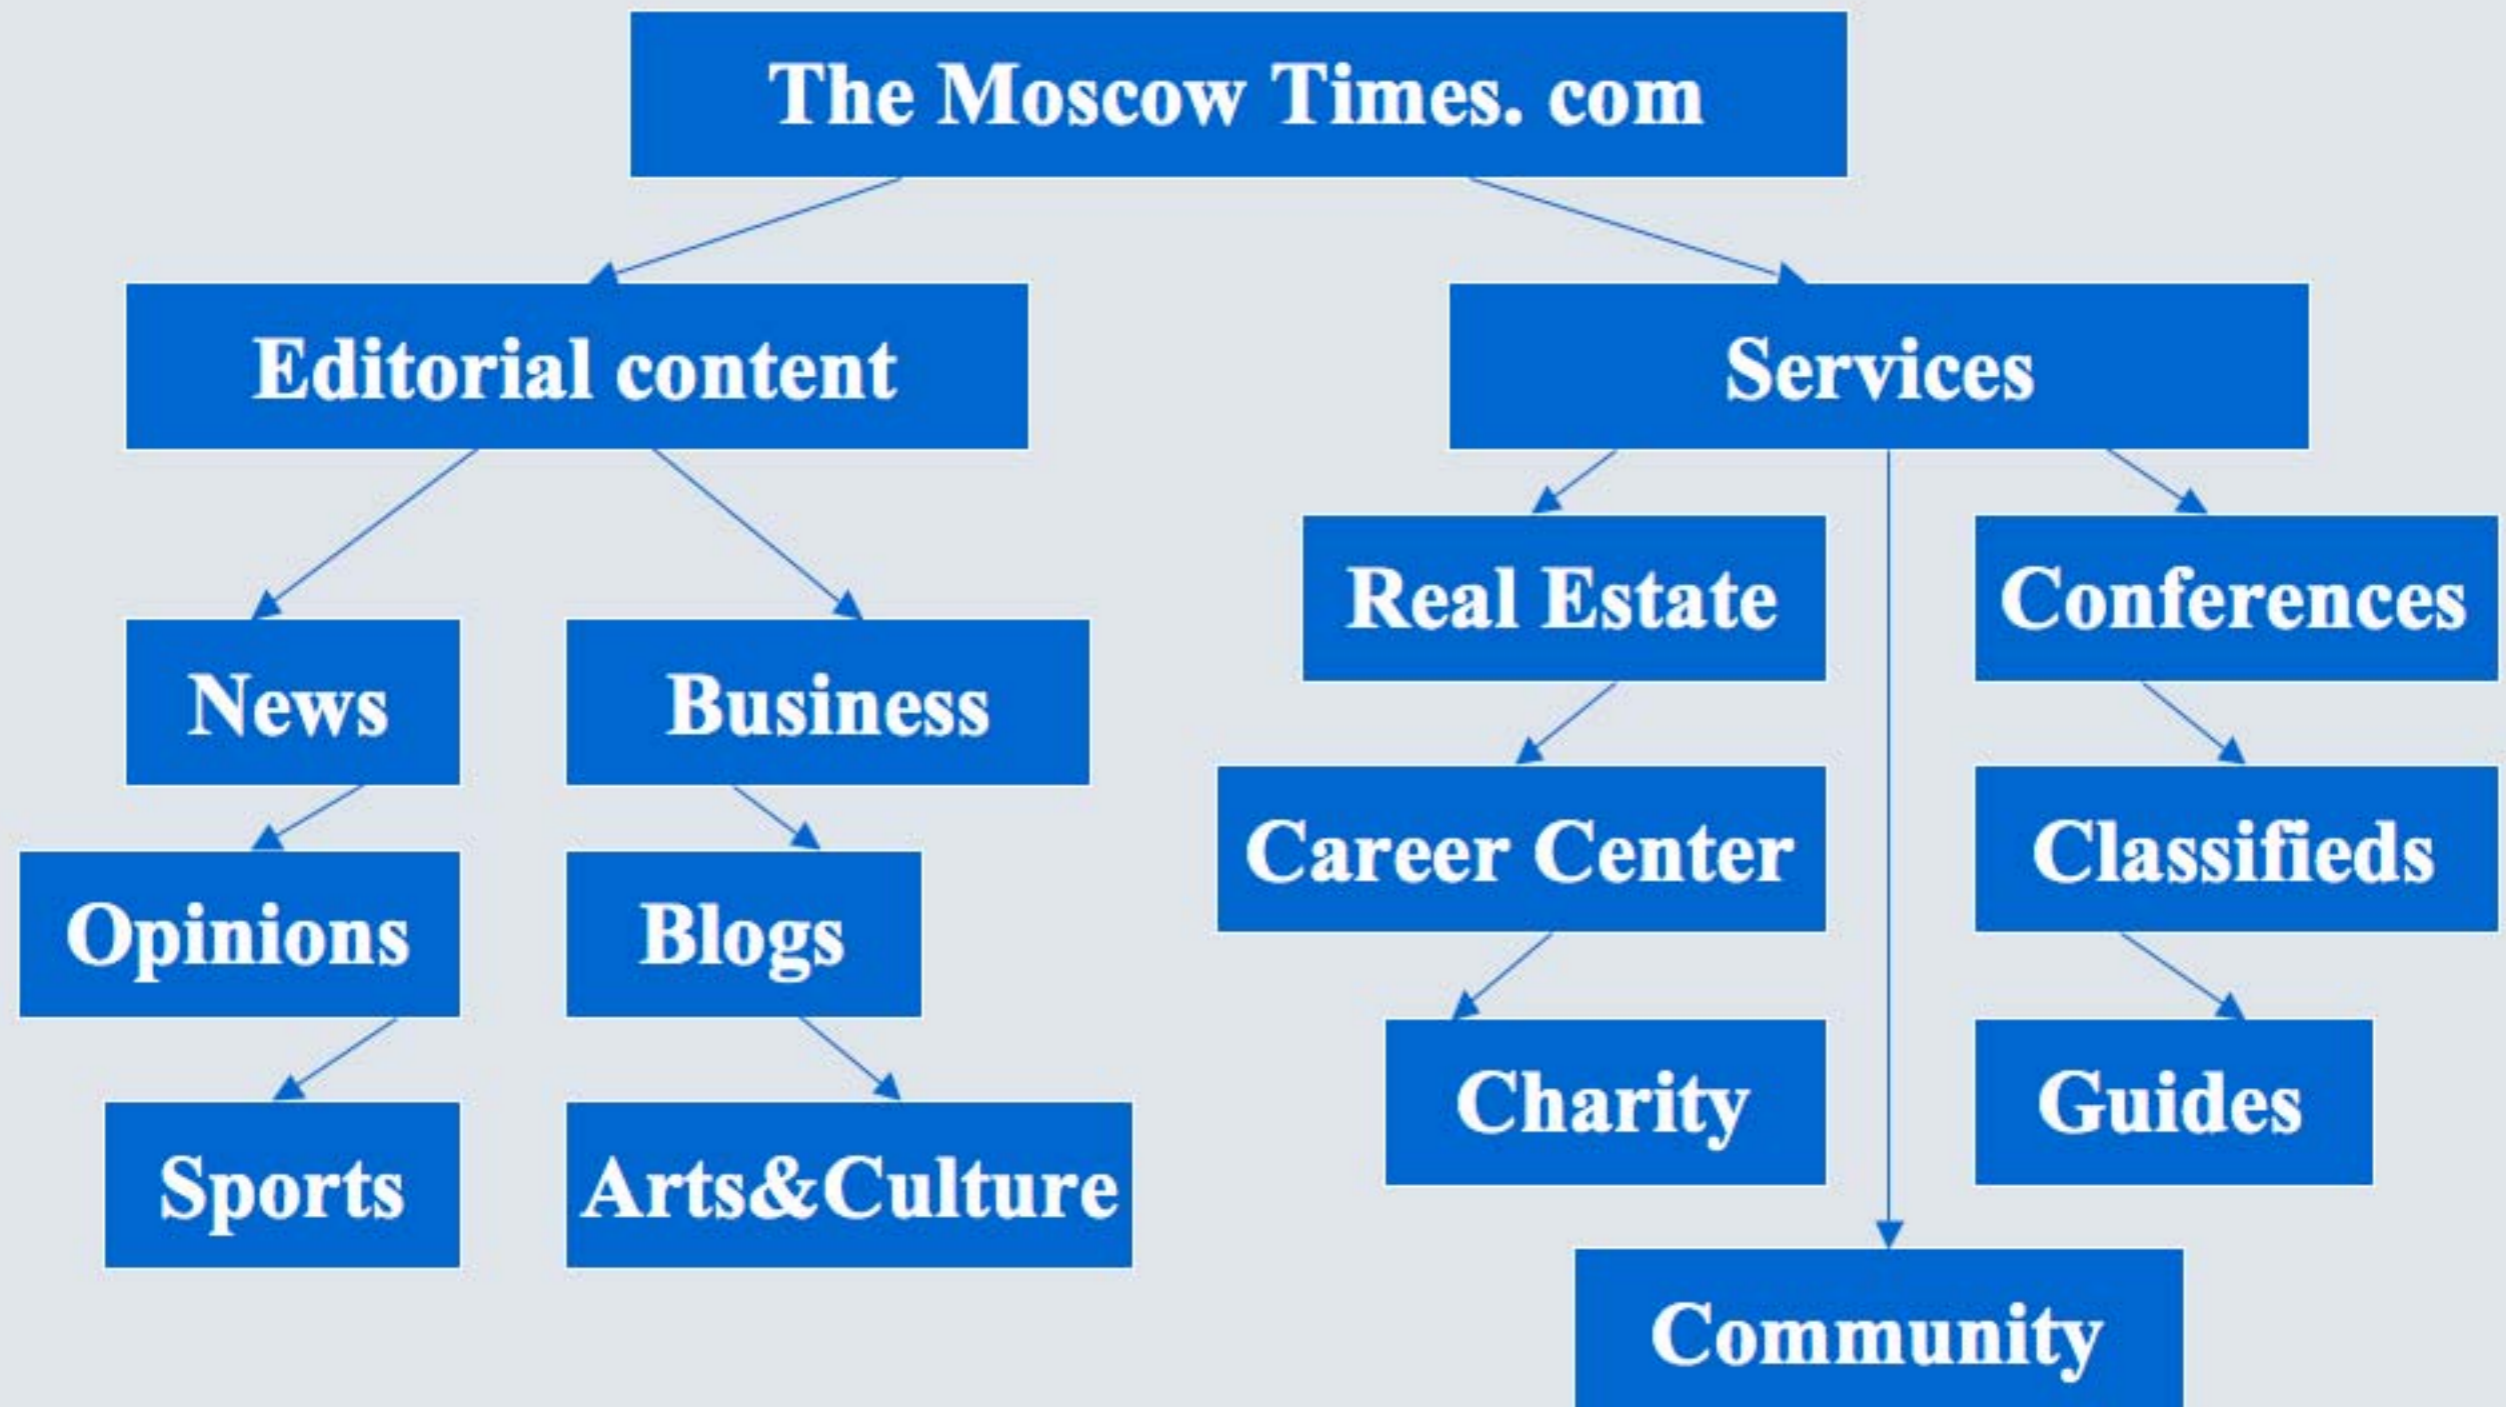 The Moscow Times. com
Editorial content
Services
News
Business
Opinions
Blogs
Sports
Arts&Culture
Real Estate
Conferences
Career Center
Classifieds
Charity
Guides
Community